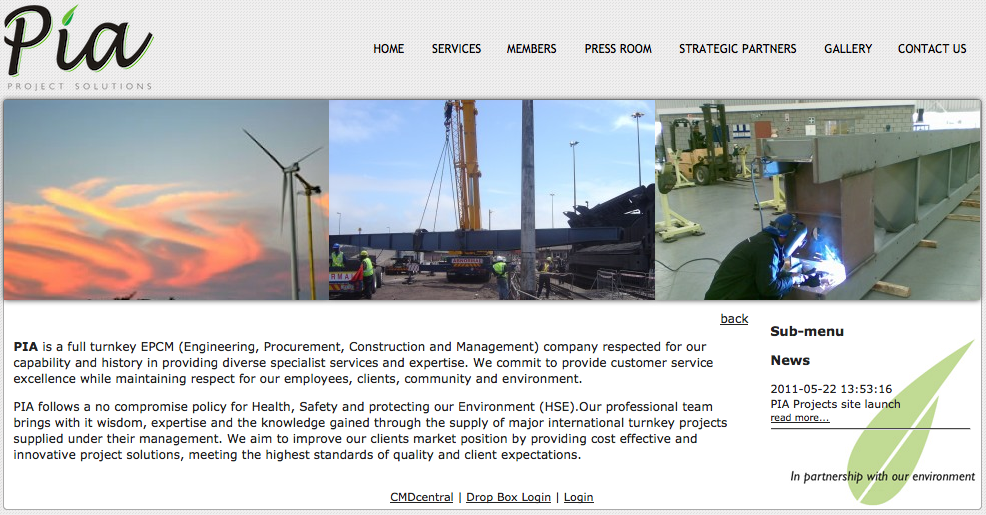 Pia
PROJECT SOLUTIONS
HOME SERVICES MEMBERS PRESS ROOM STRATEGIC PARTNERS GALLERY CONTACT US
back
PIA is a full turnkey EPCM (Engineering, Procurement, Construction and Management) company respected for our
capability and history in providing diverse specialist services and expertise. We commit to provide customer service
excellence while maintaining respect for our employees, clients, community and environment.
PIA follows a no compromise policy for Health, Safety and protecting our Environment (HSE).Our professional team
brings with it wisdom, expertise and the knowledge gained through the supply of major international turnkey projects
supplied under their management. We aim to improve our clients market position by providing cost effective and
innovative project solutions, meeting the highest standards of quality and client expectations.
Sub-menu
News
2011-05-22 13:53:16
PIA Projects site launch
read more...
In partnership with our environment
CMDcentral | Drop Box Login | Login